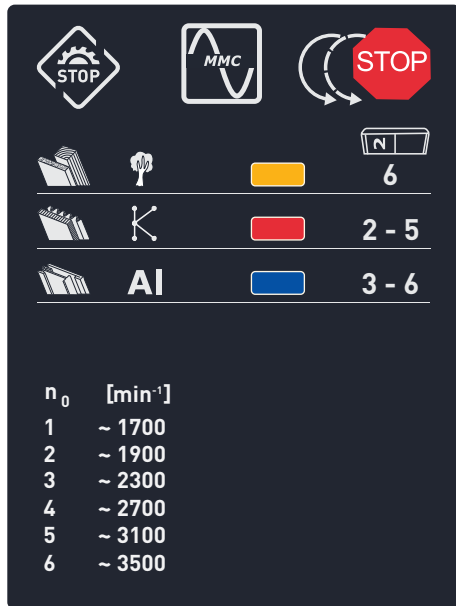 STOP
MMC
STOP
2
6
2 - 5
Al 3 - 6
n₀ [min⁻¹]
1 ~ 1700
2 ~ 1900
3 ~ 2300
4 ~ 2700
5 ~ 3100
6 ~ 3500